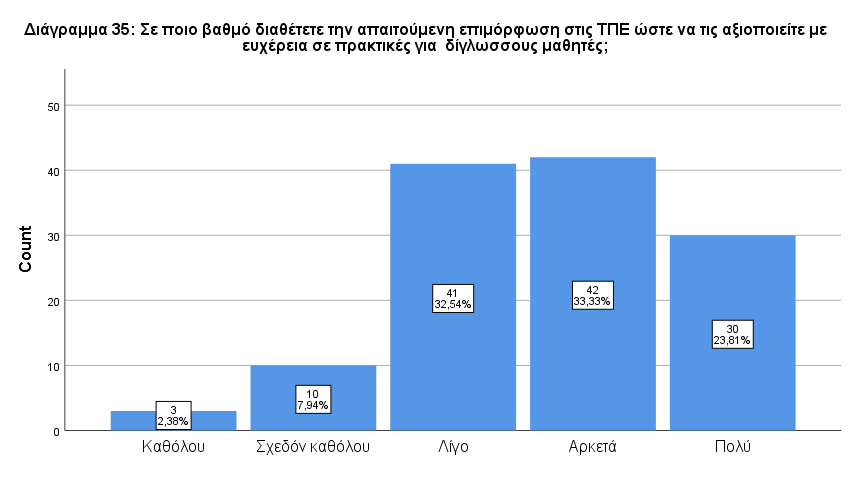 Διάγραμμα 35: Σε ποιο βαθμό διαθέτετε την απαιτούμενη επιμόρφωση στις ΤΠΕ ώστε να τις αξιοποιείτε με
ευχέρεια σε πρακτικές για  δίγλωσσους μαθητές;
50
40
30
20
10
0
Count
3
2,38%
10
7,94%
41
32,54%
42
33,33%
30
23,81%
Καθόλου
Σχεδόν καθόλου
Λίγο
Αρκετά
Πολύ